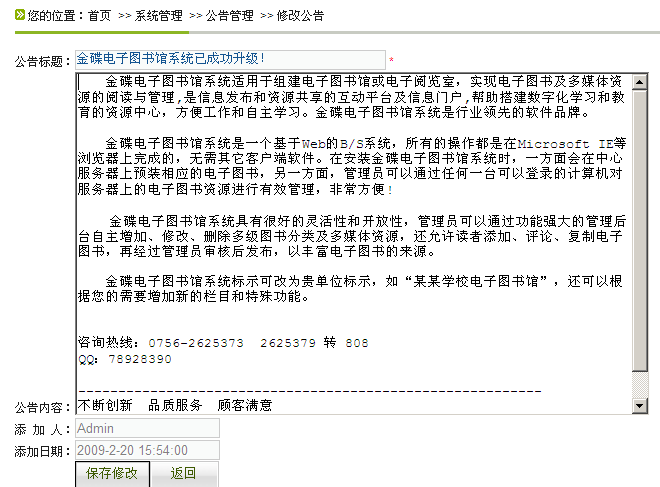 您的位置：首页 >> 系统管理 >> 公告管理 >> 修改公告
公告标题：金碟电子图书馆系统已成功升级！ *
金碟电子图书馆系统适用于组建电子图书馆或电子阅览室，实现电子图书及多媒体资
源的阅读与管理,是信息发布和资源共享的互动平台及信息门户,帮助搭建数字化学习和教
育的资源中心，方便工作和自主学习。金碟电子图书馆系统是行业领先的软件品牌。
金碟电子图书馆系统是一个基于Web的B/S系统，所有的操作都是在Microsoft IE等
浏览器上完成的，无需其它客户端软件。在安装金碟电子图书馆系统时，一方面会在中心
服务器上预装相应的电子图书，另一方面，管理员可以通过任何一台可以登录的计算机对
服务器上的电子图书资源进行有效管理，非常方便！
金碟电子图书馆系统具有很好的灵活性和开放性，管理员可以通过功能强大的管理后
台自主增加、修改、删除多级图书分类及多媒体资源，还允许读者添加、评论、复制电子
图书，再经过管理员审核后发布，以丰富电子图书的来源。
金碟电子图书馆系统标示可改为贵单位标示，如“某某学校电子图书馆”，还可以根
据您的需要增加新的栏目和特殊功能。
咨询热线：0756-2625373 2625379 转 808
QQ：78928390
----------------------------------------------------------
公告内容：不断创新 品质服务 顾客满意
添 加 人：Admin
添加日期：2009-2-20 15:54:00
保存修改 返回